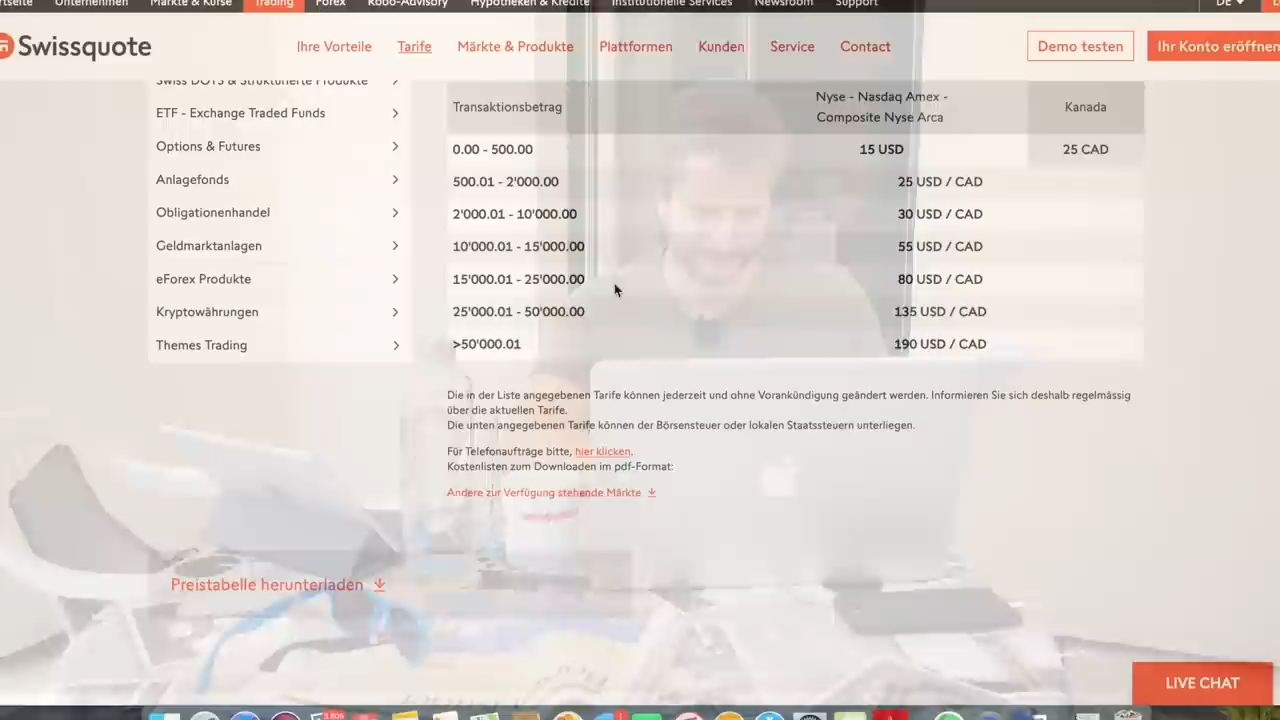 Unternehmen Märkte & Kurse Trading Forex Robo-Advisory Hypotheken & Kredite Institutionelle Services Newsroom Support DE
Swissquote Ihre Vorteile Tarife Märkte & Produkte Plattformen Kunden Service Contact Demo testen Ihr Konto eröffnen
Swiss DOTS & Strukturierte Produkte
ETF - Exchange Traded Funds
Options & Futures
Anlagefonds
Obligationenhandel
Geldmarktanlagen
eForex Produkte
Kryptowährungen
Themes Trading
Transaktionsbetrag Nyse - Nasdaq Amex - Composite Nyse Arca Kanada
0.00 - 500.00 15 USD 25 CAD
500.01 - 2'000.00 25 USD / CAD
2'000.01 - 10'000.00 30 USD / CAD
10'000.01 - 15'000.00 55 USD / CAD
15'000.01 - 25'000.00 80 USD / CAD
25'000.01 - 50'000.00 135 USD / CAD
>50'000.01 190 USD / CAD
Die in der Liste angegebenen Tarife können jederzeit und ohne Vorankündigung geändert werden. Informieren Sie sich deshalb regelmässig
über die aktuellen Tarife.
Die unten angegebenen Tarife können der Börsensteuer oder lokalen Staatssteuern unterliegen.
Für Telefonaufträge bitte, hier klicken.
Kostenlisten zum Downloaden im pdf-Format:
Andere zur Verfügung stehende Märkte
Preistabelle herunterladen
LIVE CHAT
3.806